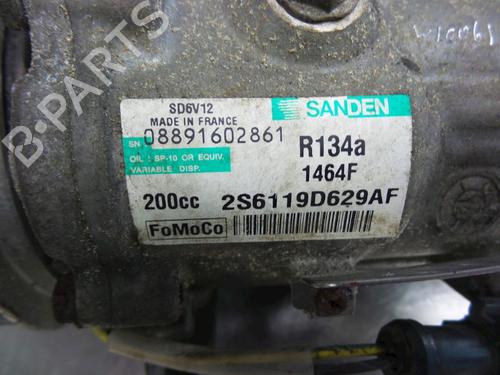 B-PARTS
SD6V12
MADE IN FRANCE
SN 08891602861
OIL : SP-10 OR EQUIV.
VARIABLE DISP.
SANDEN
R134a
1464F
200cc 2S6119D629AF
FoMoCo